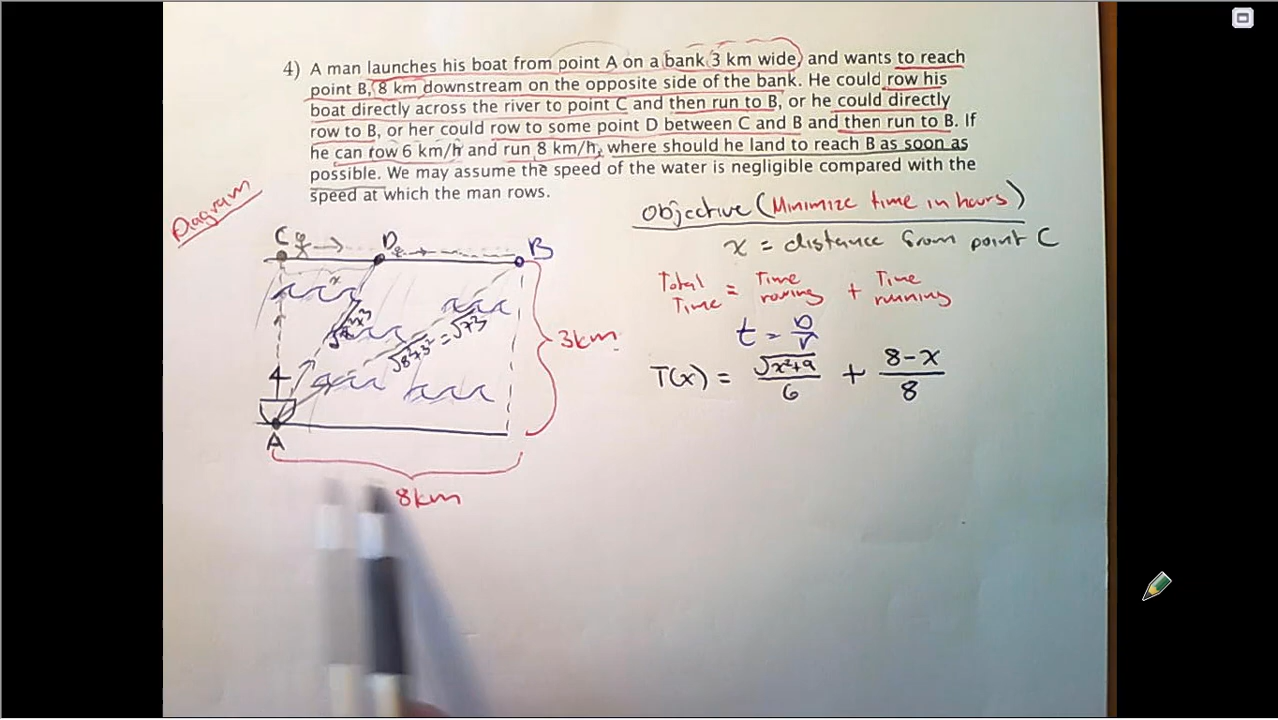 4) A man launches his boat from point A on a bank 3 km wide, and wants to reach
point B, 8 km downstream on the opposite side of the bank. He could row his
boat directly across the river to point C and then run to B, or he could directly
row to B, or her could row to some point D between C and B and then run to B. If
he can row 6 km/h and run 8 km/h, where should he land to reach B as soon as
possible. We may assume the speed of the water is negligible compared with the
speed at which the man rows.
Diagram
Objective (Minimize time in hours)
x = distance from point C
Total Time = Time rowing + Time running
t = D/r
T(x) = √x²+9/6 + 8-x/8
C
D
B
x
√8²+3² = √73
3km
A
8km